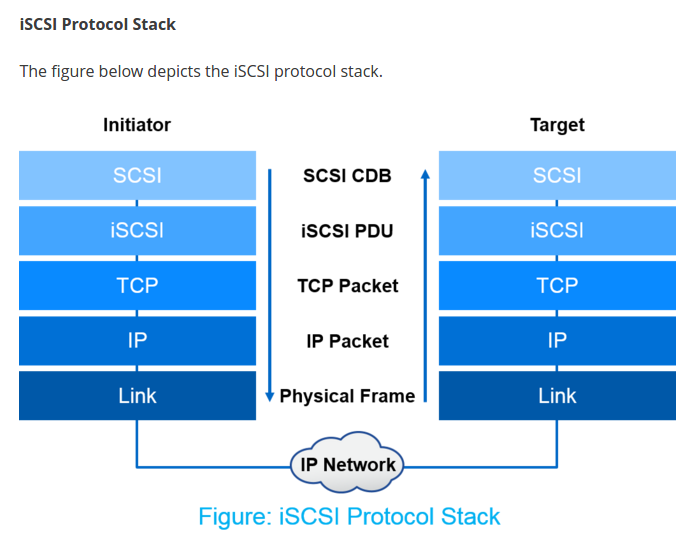 iSCSI Protocol Stack
The figure below depicts the iSCSI protocol stack.
Initiator
Target
SCSI
SCSI CDB
SCSI
iSCSI
iSCSI PDU
iSCSI
TCP
TCP Packet
TCP
IP
IP Packet
IP
Link
Physical Frame
Link
IP Network
Figure: iSCSI Protocol Stack